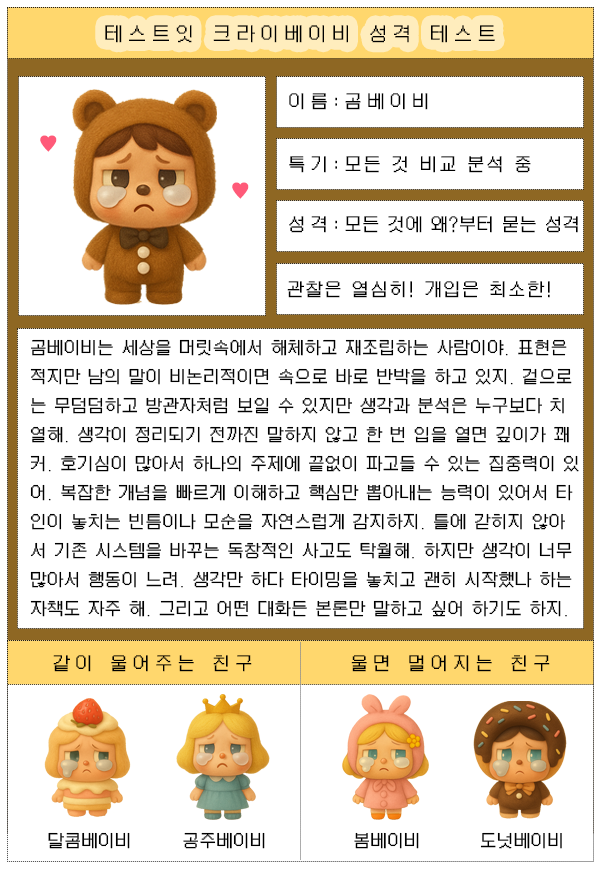 테스트잇 크라이베이비 성격 테스트
이름:곰베이비
특기:모든 것 비교 분석 중
성격:모든 것에 왜?부터 묻는 성격
관찰은 열심히! 개입은 최소한!
곰베이비는 세상을 머릿속에서 해체하고 재조립하는 사람이야. 표현은
적지만 남의 말이 비논리적이면 속으로 바로 반박을 하고 있지. 겉으로
는 무덤덤하고 방관자처럼 보일 수 있지만 생각과 분석은 누구보다 치
열해. 생각이 정리되기 전까진 말하지 않고 한 번 입을 열면 깊이가 꽤
커. 호기심이 많아서 하나의 주제에 끝없이 파고들 수 있는 집중력이 있
어. 복잡한 개념을 빠르게 이해하고 핵심만 뽑아내는 능력이 있어서 타
인이 놓치는 빈틈이나 모순을 자연스럽게 감지하지. 틀에 갇히지 않아
서 기존 시스템을 바꾸는 독창적인 사고도 탁월해. 하지만 생각이 너무
많아서 행동이 느려. 생각만 하다 타이밍을 놓치고 괜히 시작했나 하는
자책도 자주 해. 그리고 어떤 대화든 본론만 말하고 싶어 하기도 하지.
같이 울어주는 친구
울면 멀어지는 친구
달콤베이비
공주베이비
봄베이비
도넛베이비